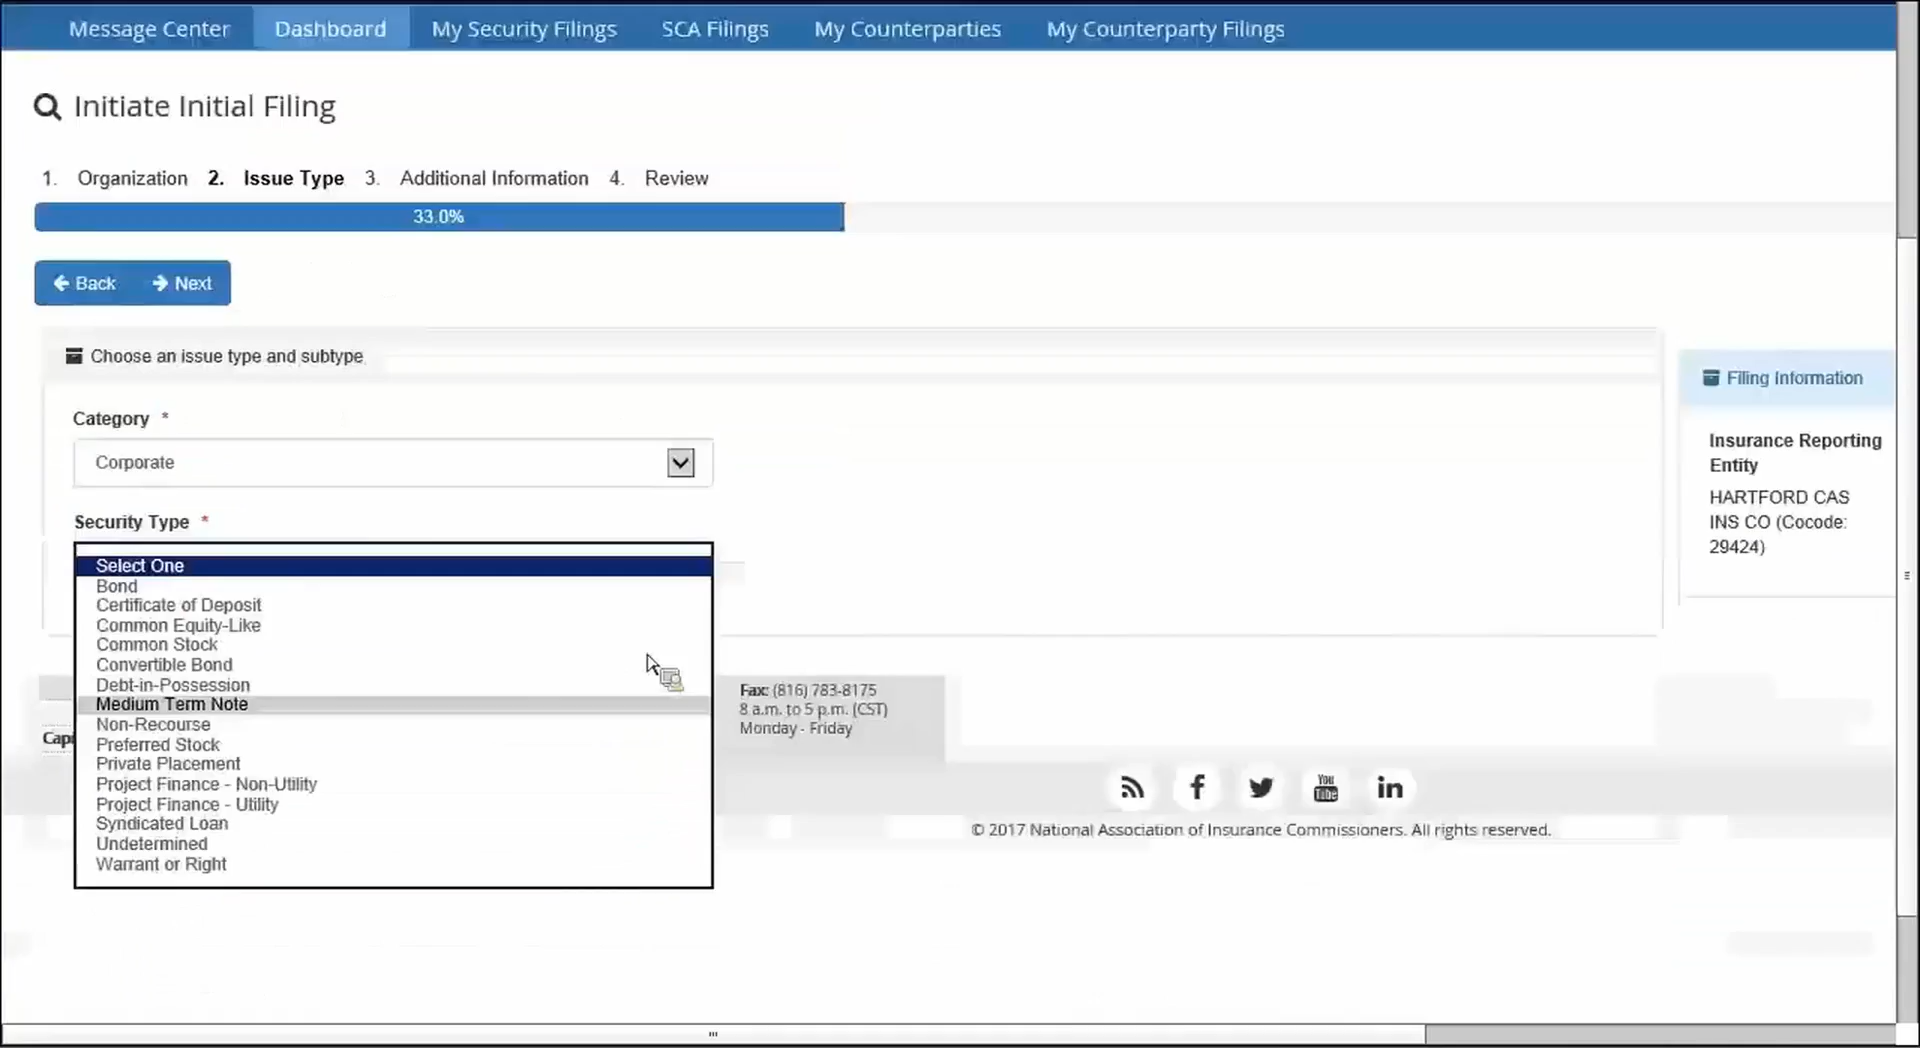 Message Center Dashboard My Security Filings SCA Filings My Counterparties My Counterparty Filings
Initiate Initial Filing
1. Organization 2. Issue Type 3. Additional Information 4. Review
33.0%
Back Next
Choose an issue type and subtype
Category *
Corporate
Security Type *
Select One
Bond
Certificate of Deposit
Common Equity-Like
Common Stock
Convertible Bond
Debt-in-Possession
Medium Term Note
Non-Recourse
Preferred Stock
Private Placement
Project Finance - Non-Utility
Project Finance - Utility
Syndicated Loan
Undetermined
Warrant or Right
Filing Information
Insurance Reporting
Entity
HARTFORD CAS
INS CO (Cocode:
29424)
Fax: (816) 783-8175
8 a.m. to 5 p.m. (CST)
Monday - Friday
You
Tube
in
© 2017 National Association of Insurance Commissioners. All rights reserved.